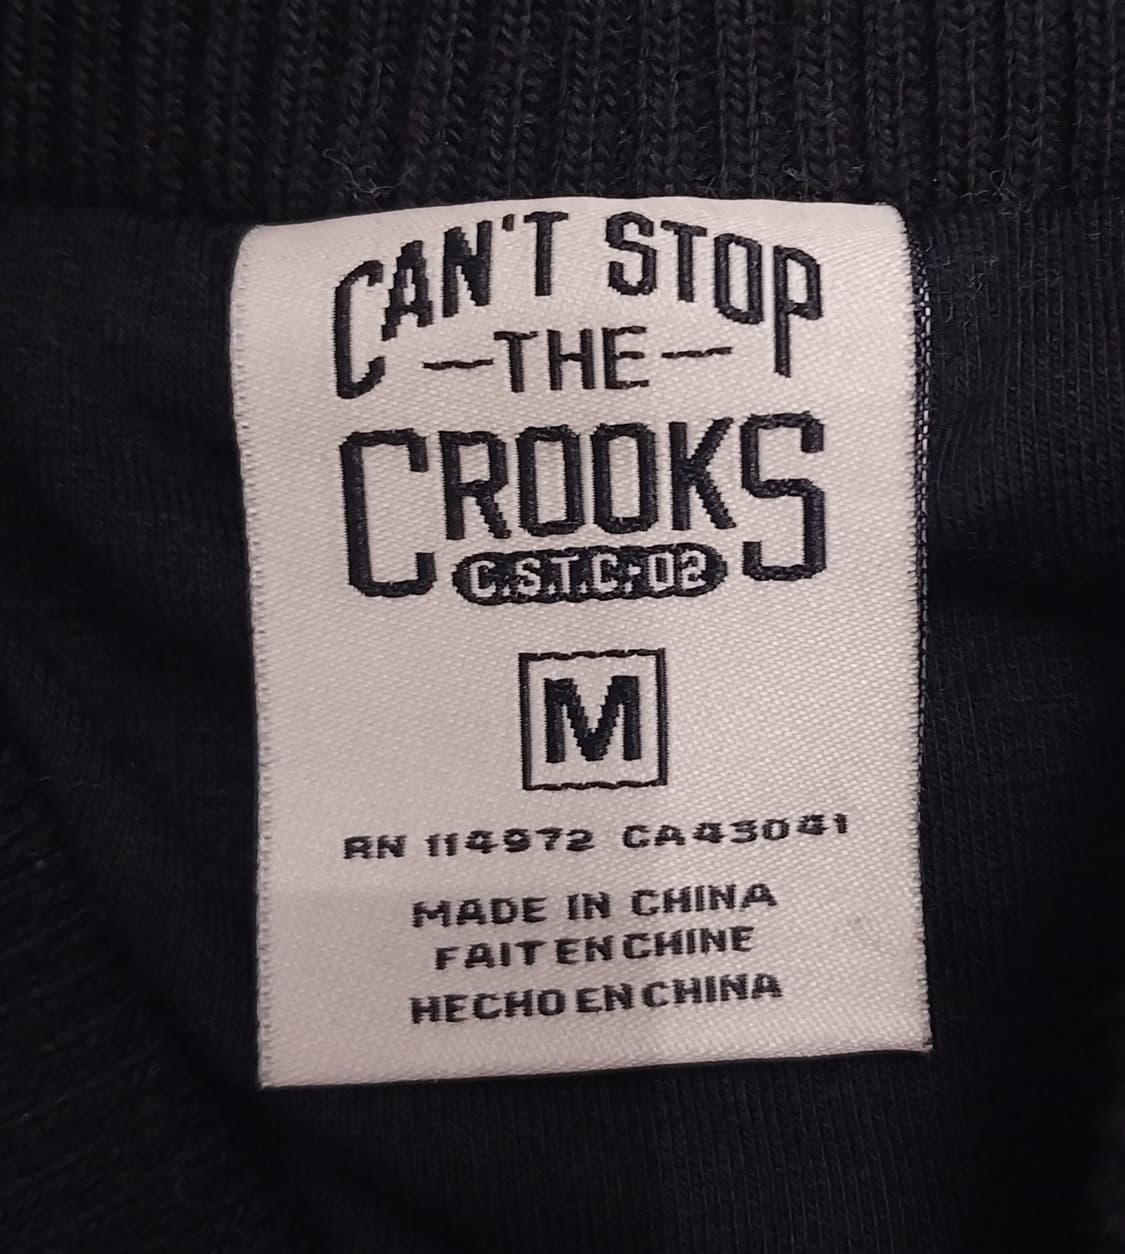 CAN'T STOP
—THE—
CROOKS
C.S.T.C-02
M
RN 114972 CA43041
MADE IN CHINA
FAIT EN CHINE
HECHO EN CHINA